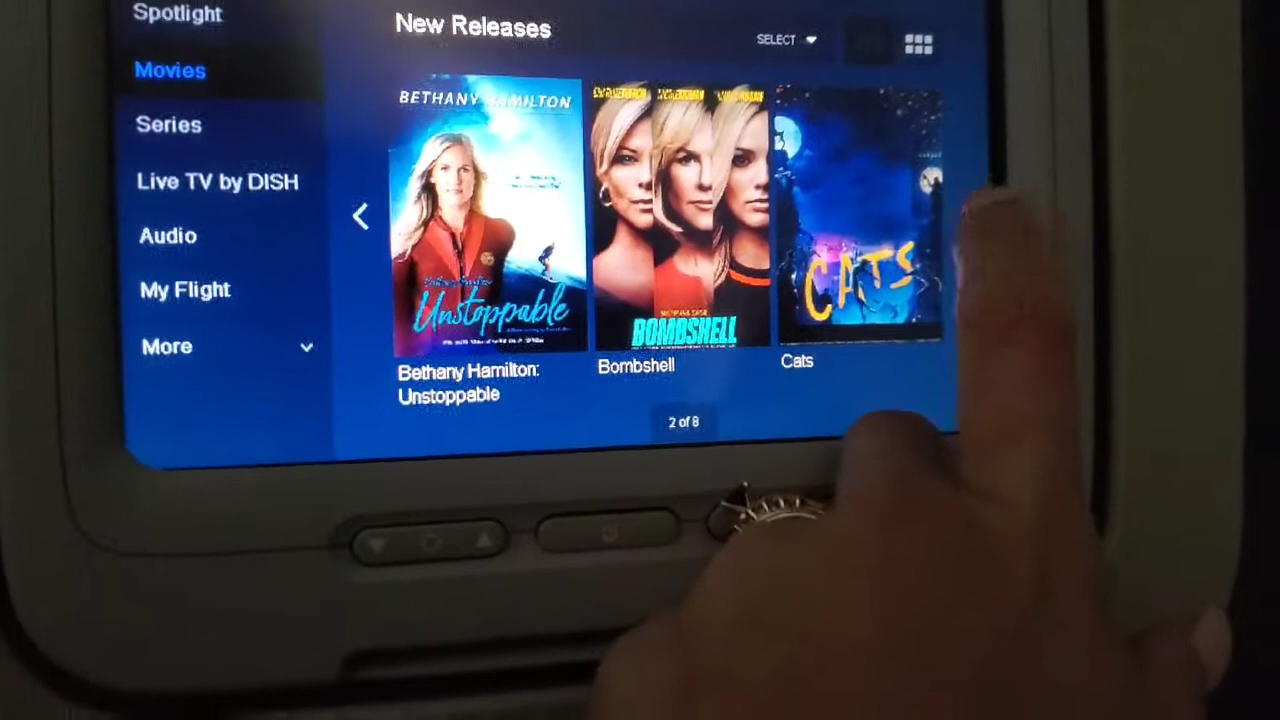 Spotlight
Movies
Series
Live TV by DISH
Audio
My Flight
More
New Releases
SELECT
BETHANY HAMILTON
Unstoppable
BOMBSHELL
CATS
Bethany Hamilton:
Unstoppable
Bombshell
Cats
2 of 8